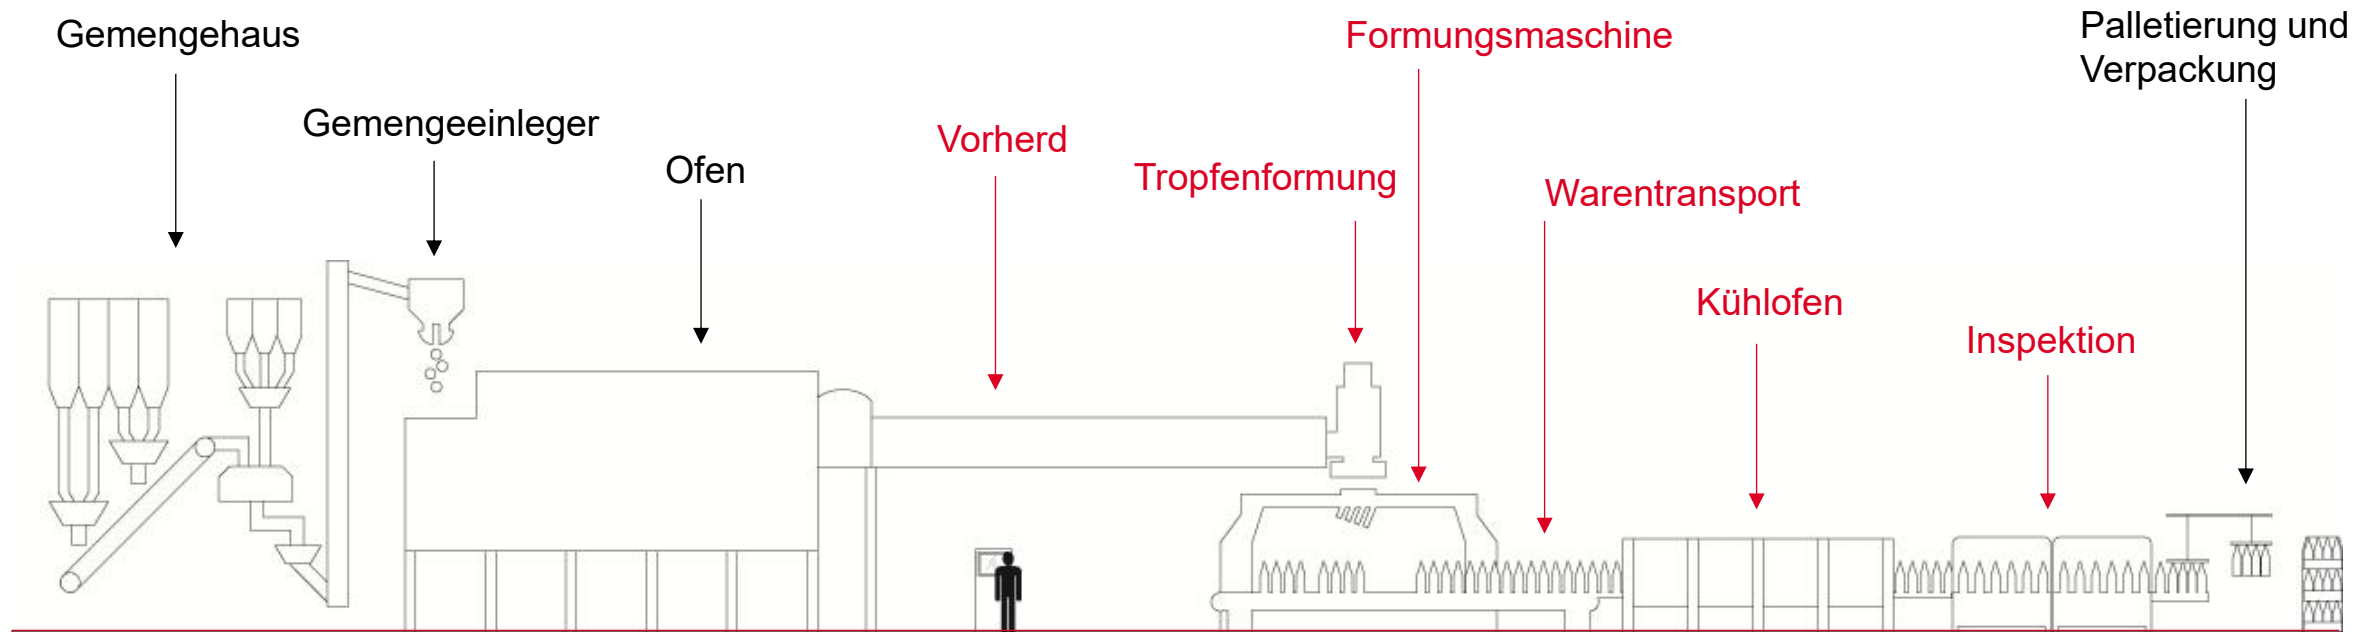 Gemengehaus
Gemengeeinleger
Ofen
Vorherd
Tropfenformung
Formungsmaschine
Warentransport
Kühlofen
Inspektion
Palletierung und
Verpackung